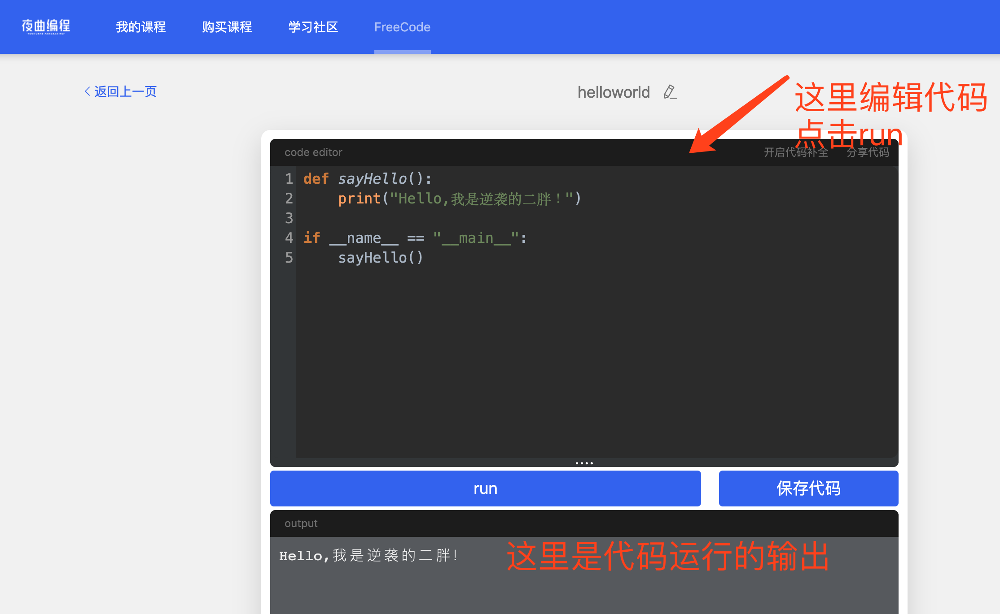 夜曲编程
"NOCTURNE PROGRAMING"
我的课程
购买课程
学习社区
FreeCode
返回上一页
helloworld
这里编辑代码
点击run
code editor
开启代码补全
分享代码
1 def sayHello():
2     print("Hello,我是逆袭的二胖！")
3
4 if __name__ == "__main__":
5     sayHello()
run
保存代码
output
Hello,我是逆袭的二胖！
这里是代码运行的输出